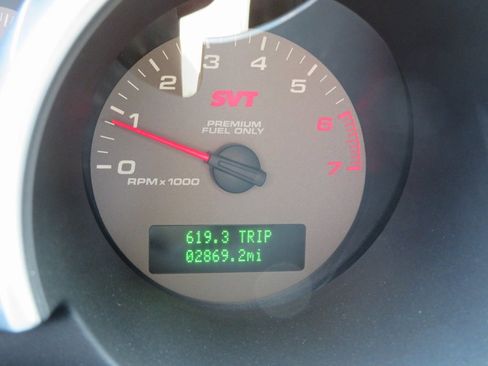 0 1 2 3 4 5 6 7
SVT
PREMIUM
FUEL ONLY
RPM x 1000
619.3 TRIP
02869.2mi